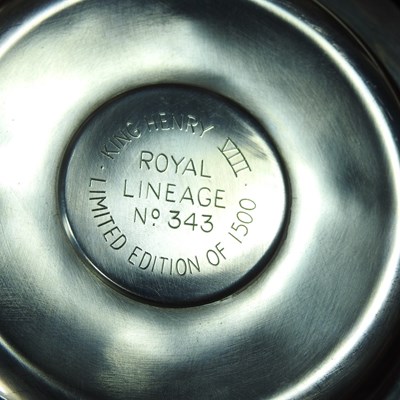 KING HENRY VIII
ROYAL
LINEAGE
Nº 343
LIMITED EDITION OF 1500